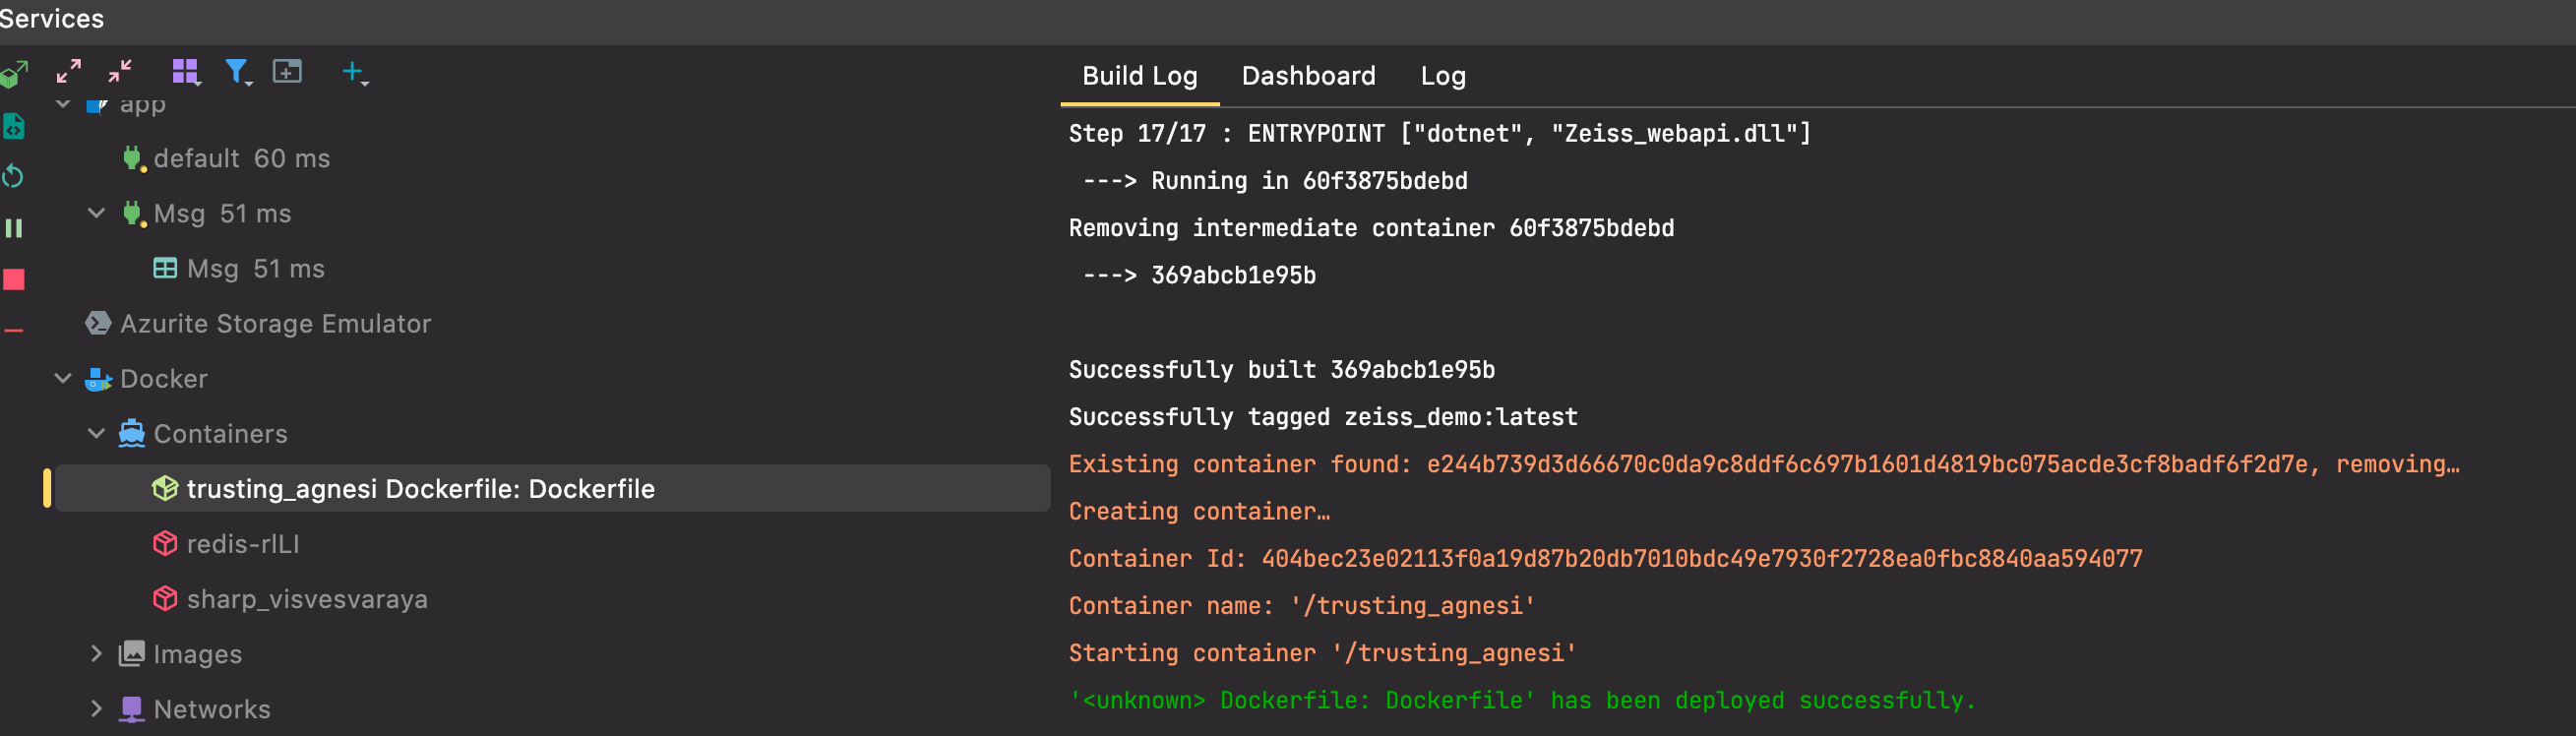 Services
app
default 60 ms
Msg 51 ms
Msg 51 ms
Azurite Storage Emulator
Docker
Containers
trusting_agnesi Dockerfile: Dockerfile
redis-rlLI
sharp_visvesvaraya
Images
Networks
Build Log Dashboard Log
Step 17/17 : ENTRYPOINT ["dotnet", "Zeiss_webapi.dll"]
---> Running in 60f3875bdebd
Removing intermediate container 60f3875bdebd
---> 369abcb1e95b
Successfully built 369abcb1e95b
Successfully tagged zeiss_demo:latest
Existing container found: e244b739d3d66670c0da9c8ddf6c697b1601d4819bc075acde3cf8badf6f2d7e, removing…
Creating container…
Container Id: 404bec23e02113f0a19d87b20db7010bdc49e7930f2728ea0fbc8840aa594077
Container name: '/trusting_agnesi'
Starting container '/trusting_agnesi'
'<unknown> Dockerfile: Dockerfile' has been deployed successfully.